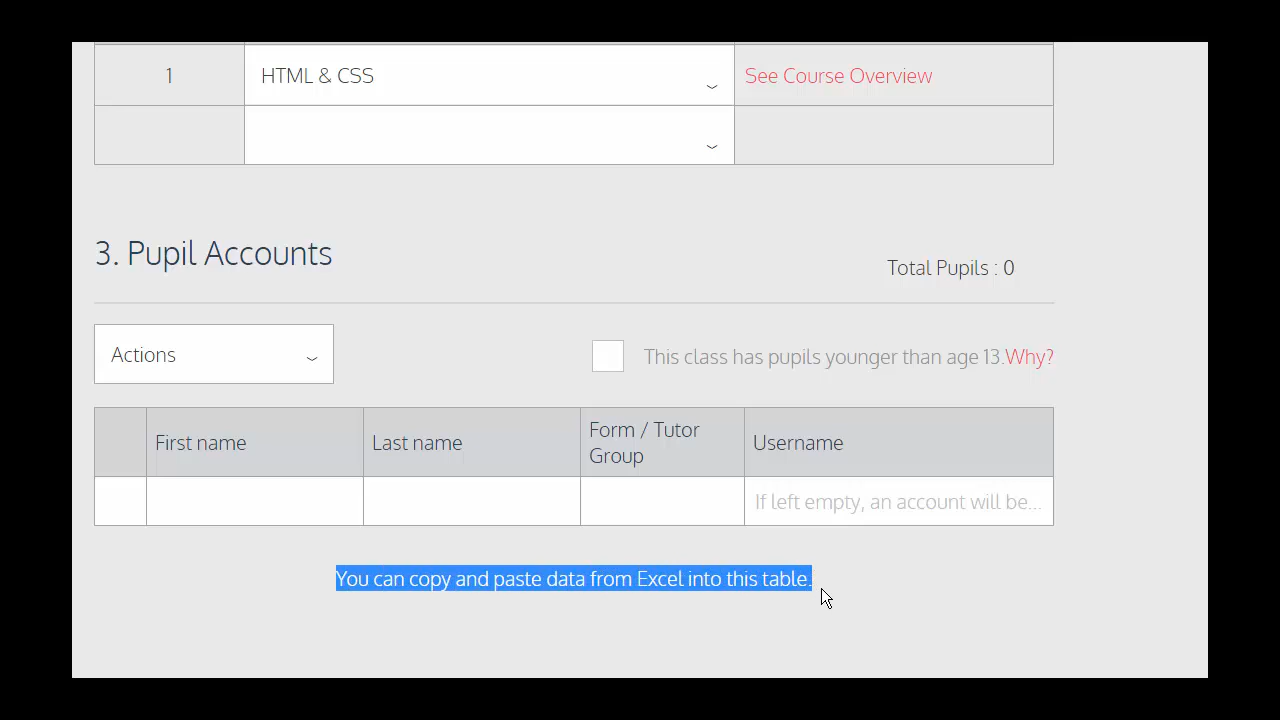 1 HTML & CSS See Course Overview
3. Pupil Accounts
Total Pupils : 0
Actions
This class has pupils younger than age 13.Why?
First name Last name Form / Tutor Group Username
If left empty, an account will be...
You can copy and paste data from Excel into this table.